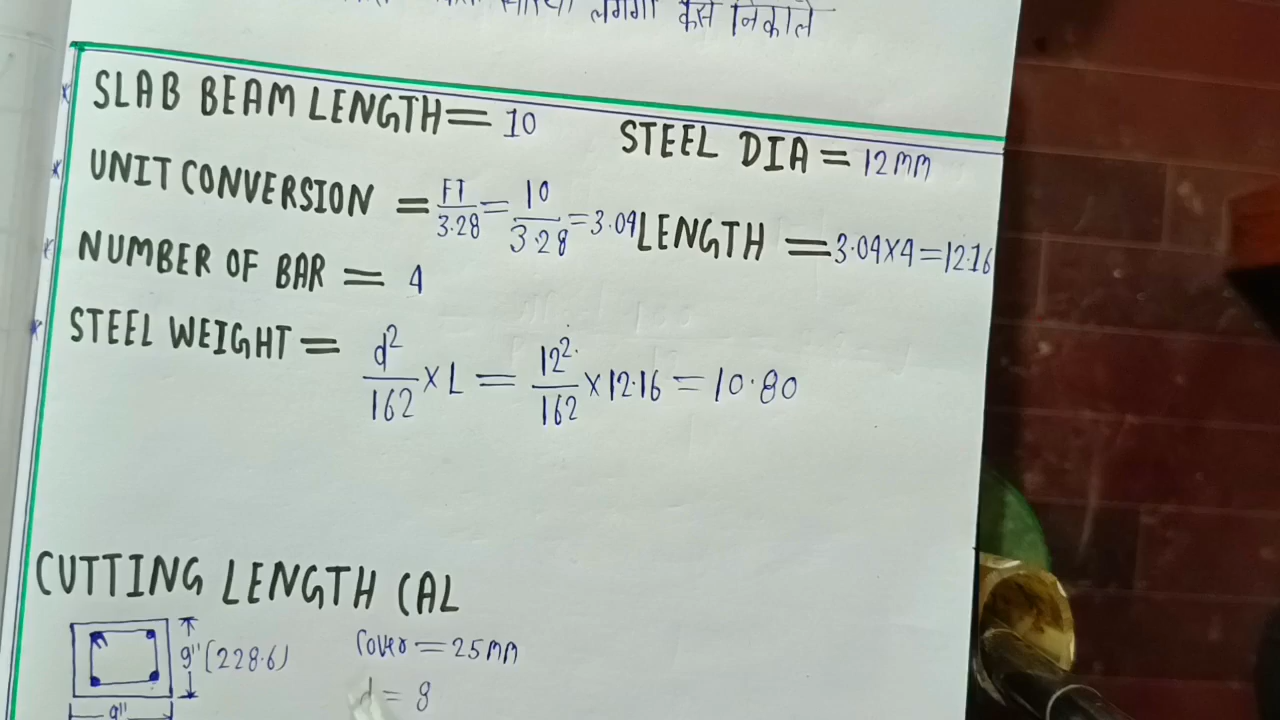 लगेगा कैसे निकाले
SLAB BEAM LENGTH = 10 STEEL DIA = 12MM
UNIT CONVERSION = FT/3.28 = 10/3.28 = 3.04 LENGTH = 3.04X4 = 12.16
NUMBER OF BAR = 4
STEEL WEIGHT = d²/162 X L = 12²/162 X 12.16 = 10.80
CUTTING LENGTH CAL
9" (228.6) Cover = 25MM
d = 8
9"